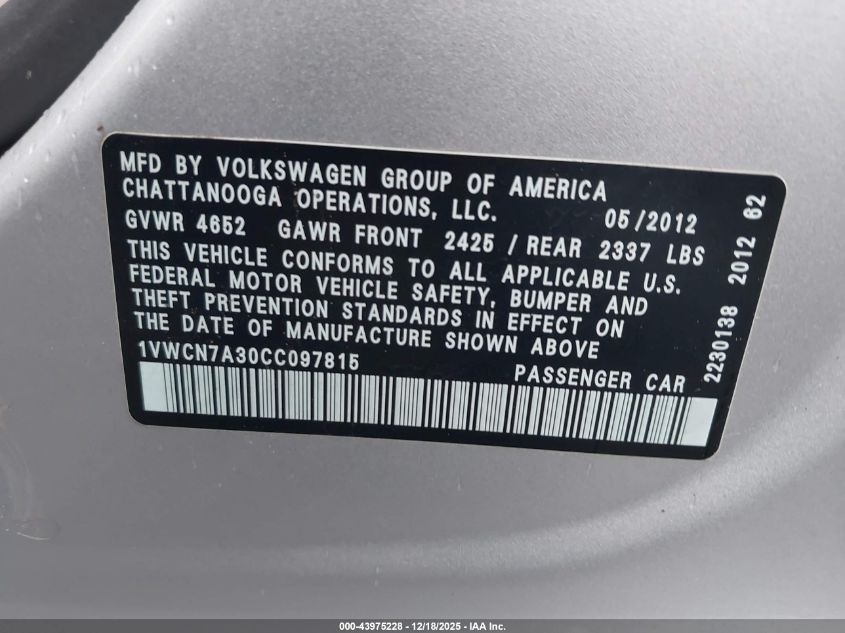 MFD BY VOLKSWAGEN GROUP OF AMERICA
CHATTANOOGA OPERATIONS, LLC. 05/2012
GVWR 4652 GAWR FRONT 2425 / REAR 2337 LBS
THIS VEHICLE CONFORMS TO ALL APPLICABLE U.S.
FEDERAL MOTOR VEHICLE SAFETY, BUMPER AND
THEFT PREVENTION STANDARDS IN EFFECT ON
THE DATE OF MANUFACTURE SHOWN ABOVE
1VWCN7A30CC097815 PASSENGER CAR
2230138 2012 62
000-43975228 - 12/18/2025 - IAA Inc.